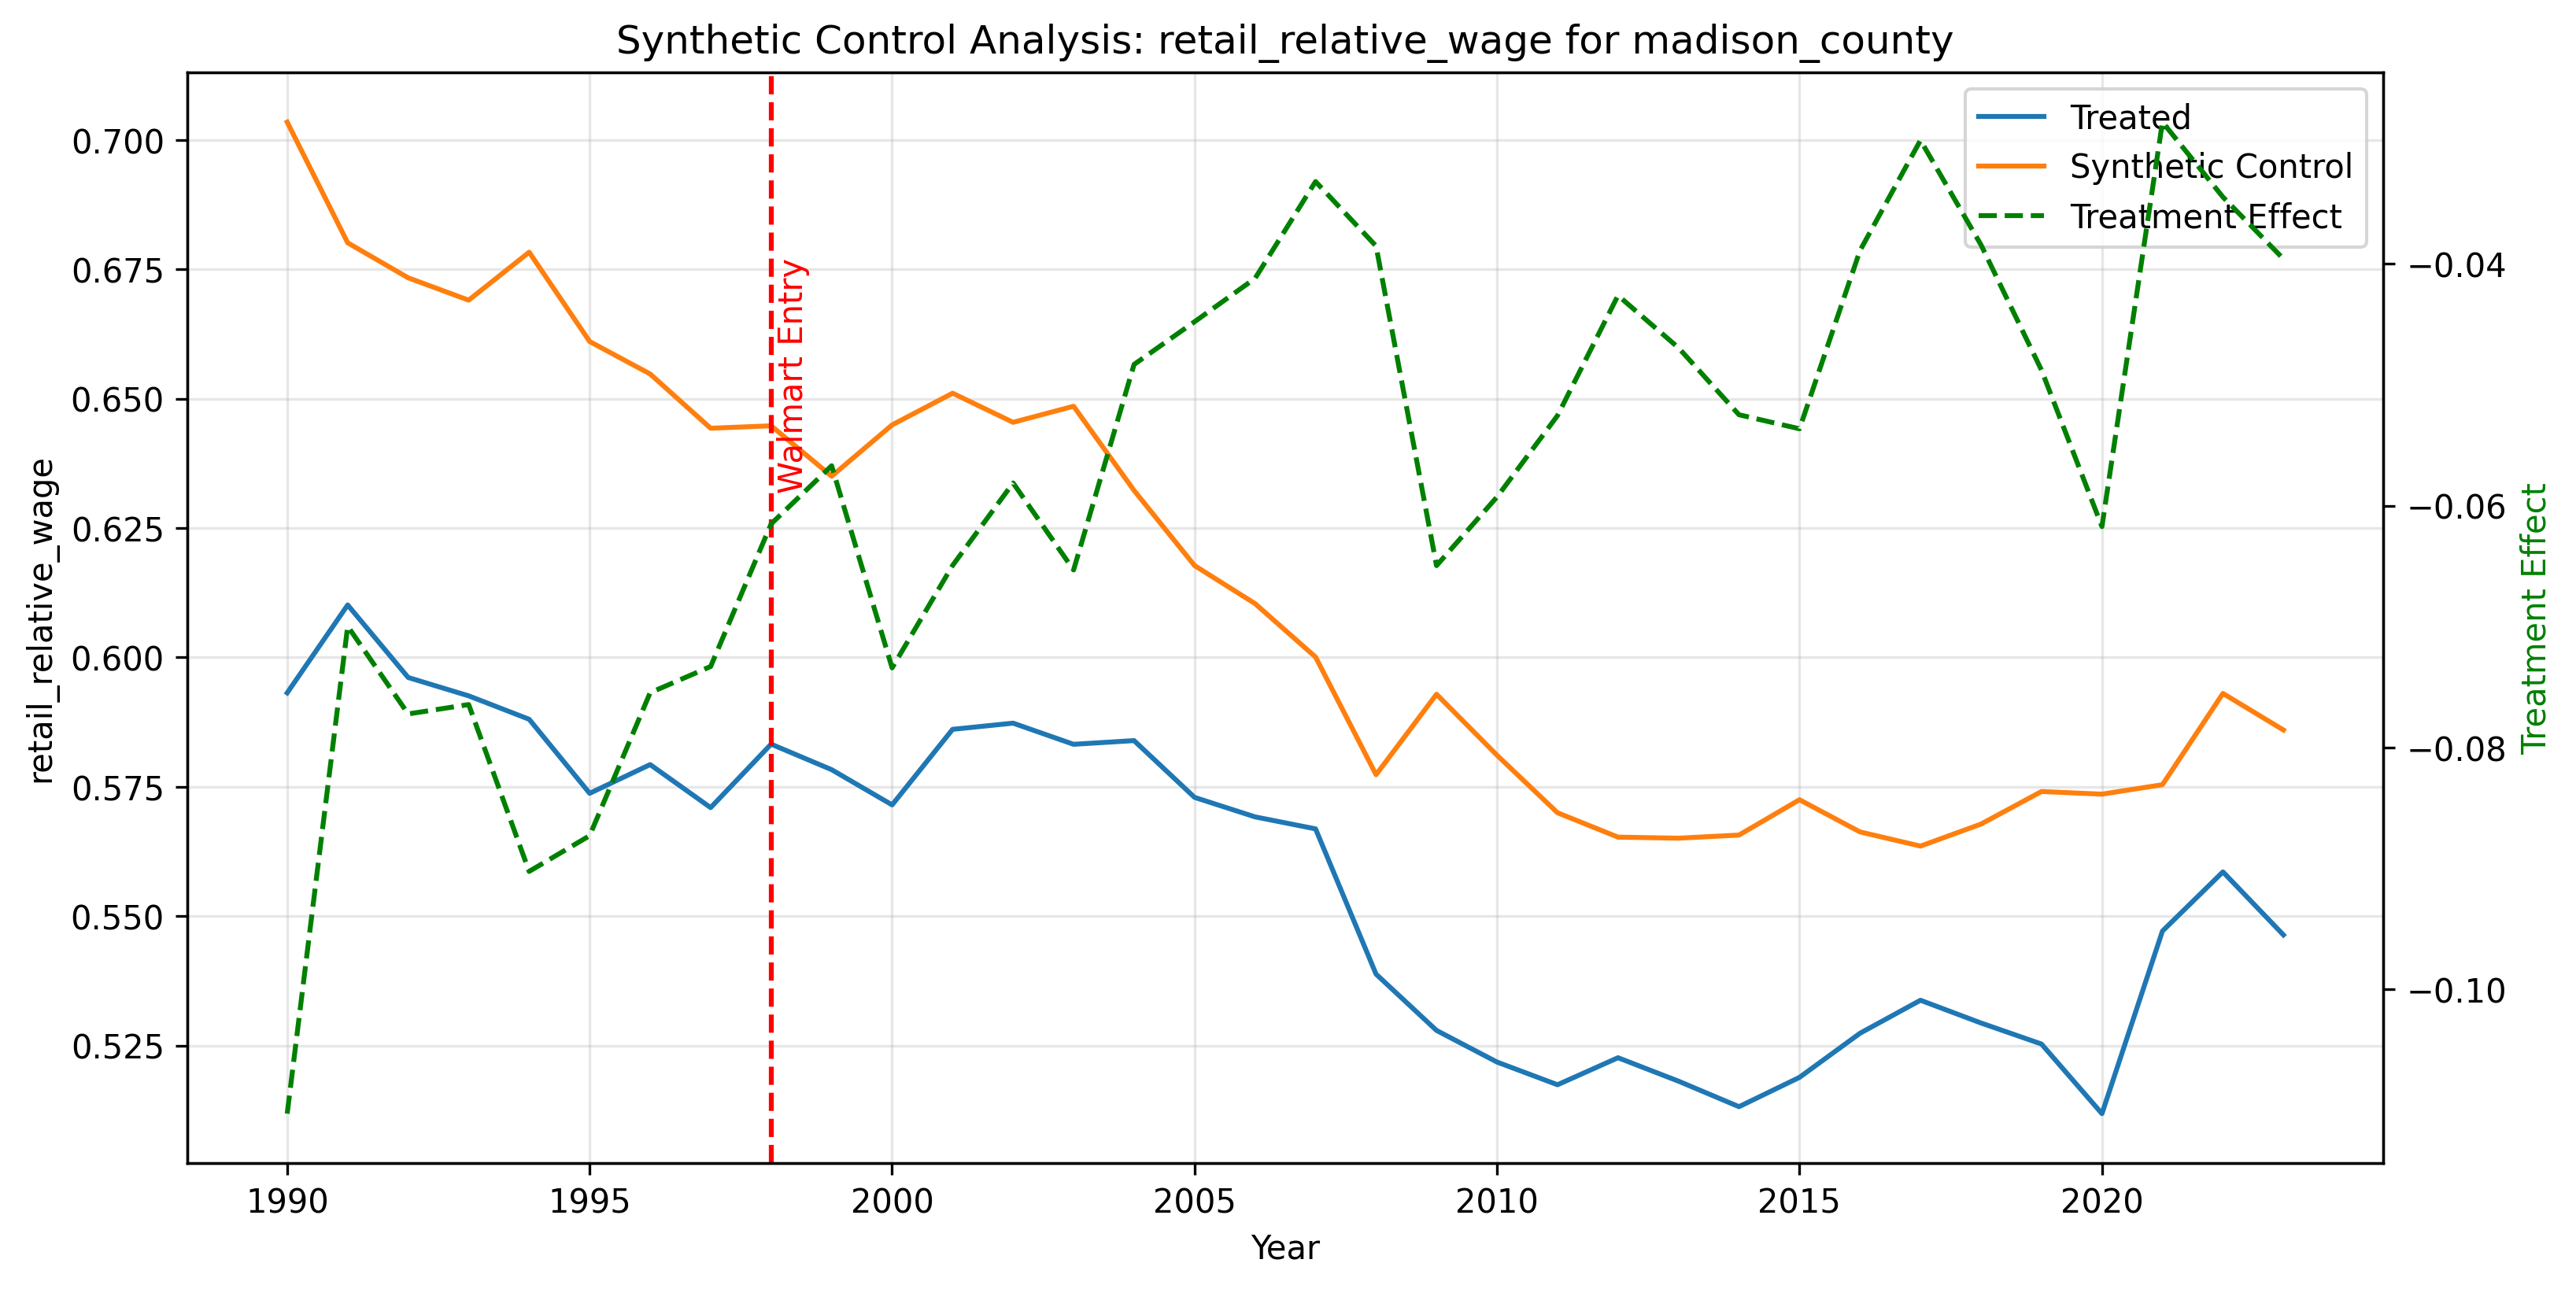 Synthetic Control Analysis: retail_relative_wage for madison_county
Treated
Synthetic Control
Treatment Effect
Walmart Entry
retail_relative_wage
0.700
0.675
0.650
0.625
0.600
0.575
0.550
0.525
−0.04
−0.06
−0.08
−0.10
Treatment Effect
1990 1995 2000 2005 2010 2015 2020
Year